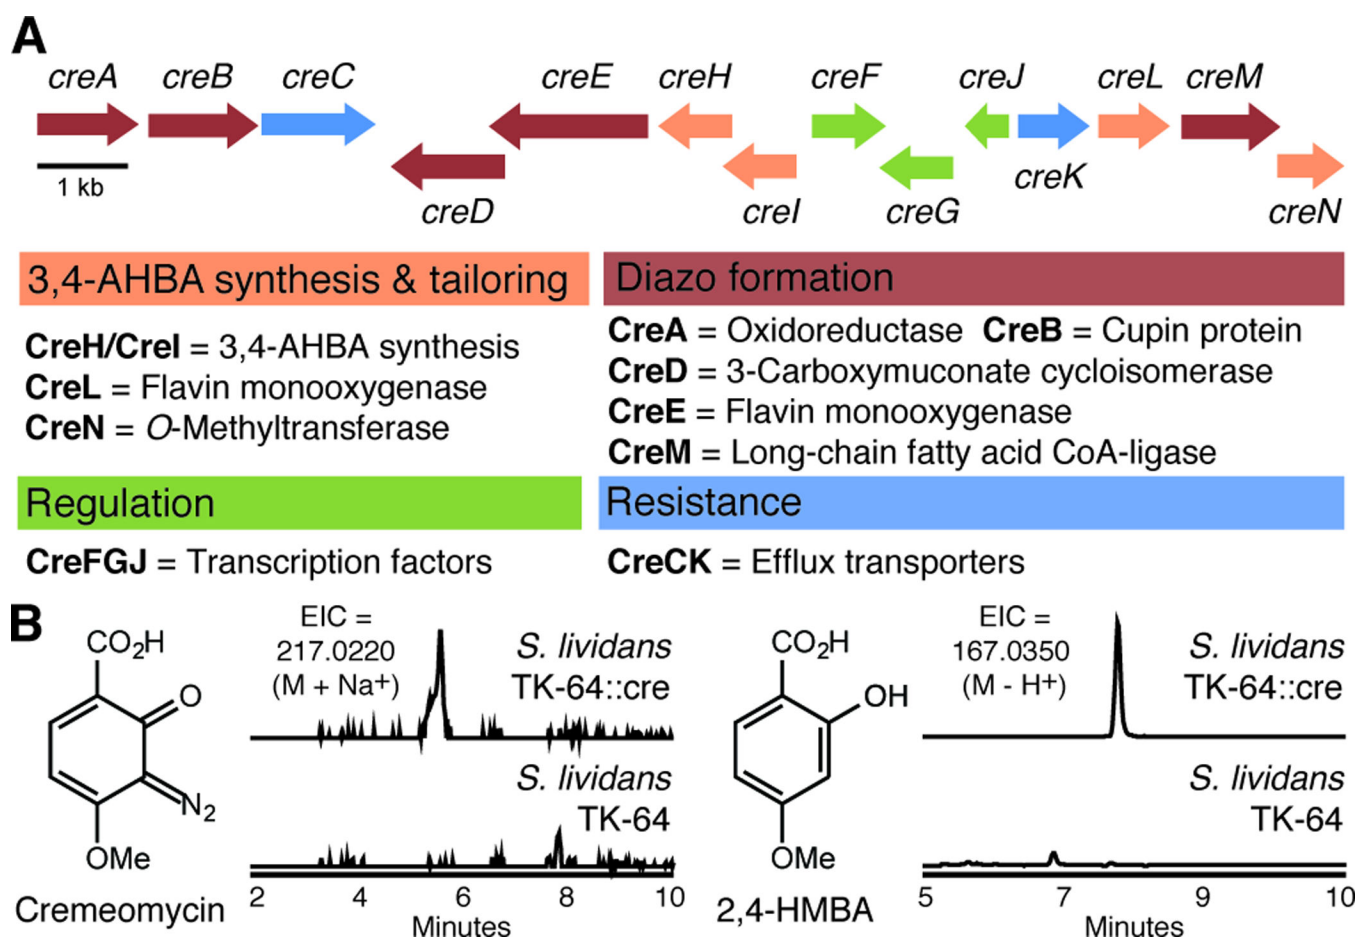 A
creA creB creC creE creH creF creJ creL creM
1 kb
creK
creD creI creG creN
3,4-AHBA synthesis & tailoring
CreH/CreI = 3,4-AHBA synthesis
CreL = Flavin monooxygenase
CreN = O-Methyltransferase
Diazo formation
CreA = Oxidoreductase CreB = Cupin protein
CreD = 3-Carboxymuconate cycloisomerase
CreE = Flavin monooxygenase
CreM = Long-chain fatty acid CoA-ligase
Regulation
CreFGJ = Transcription factors
Resistance
CreCK = Efflux transporters
B
CO₂H
O
N₂
OMe
Cremeomycin
EIC =
217.0220
(M + Na⁺)
S. lividans
TK-64::cre
S. lividans
TK-64
2 4 6 8 10
Minutes
CO₂H
OH
OMe
2,4-HMBA
EIC =
167.0350
(M - H⁺)
S. lividans
TK-64::cre
S. lividans
TK-64
5 7 9 10
Minutes